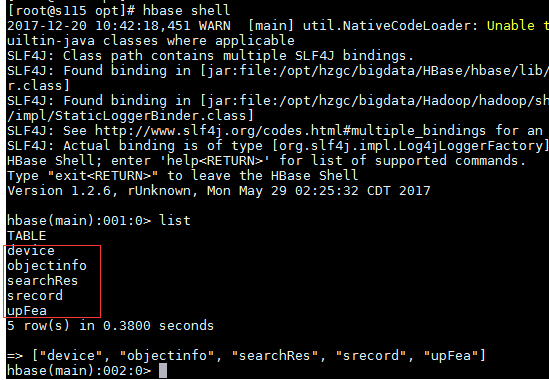 [root@s115 opt]# hbase shell
2017-12-20 10:42:18,451 WARN  [main] util.NativeCodeLoader: Unable t
uiltin-java classes where applicable
SLF4J: Class path contains multiple SLF4J bindings.
SLF4J: Found binding in [jar:file:/opt/hzgc/bigdata/HBase/hbase/lib/
r.class]
SLF4J: Found binding in [jar:file:/opt/hzgc/bigdata/Hadoop/hadoop/sh
/impl/StaticLoggerBinder.class]
SLF4J: See http://www.slf4j.org/codes.html#multiple_bindings for an
SLF4J: Actual binding is of type [org.slf4j.impl.Log4jLoggerFactory]
HBase Shell; enter 'help<RETURN>' for list of supported commands.
Type "exit<RETURN>" to leave the HBase Shell
Version 1.2.6, rUnknown, Mon May 29 02:25:32 CDT 2017
hbase(main):001:0> list
TABLE
device
objectinfo
searchRes
srecord
upFea
5 row(s) in 0.3800 seconds
=> ["device", "objectinfo", "searchRes", "srecord", "upFea"]
hbase(main):002:0>